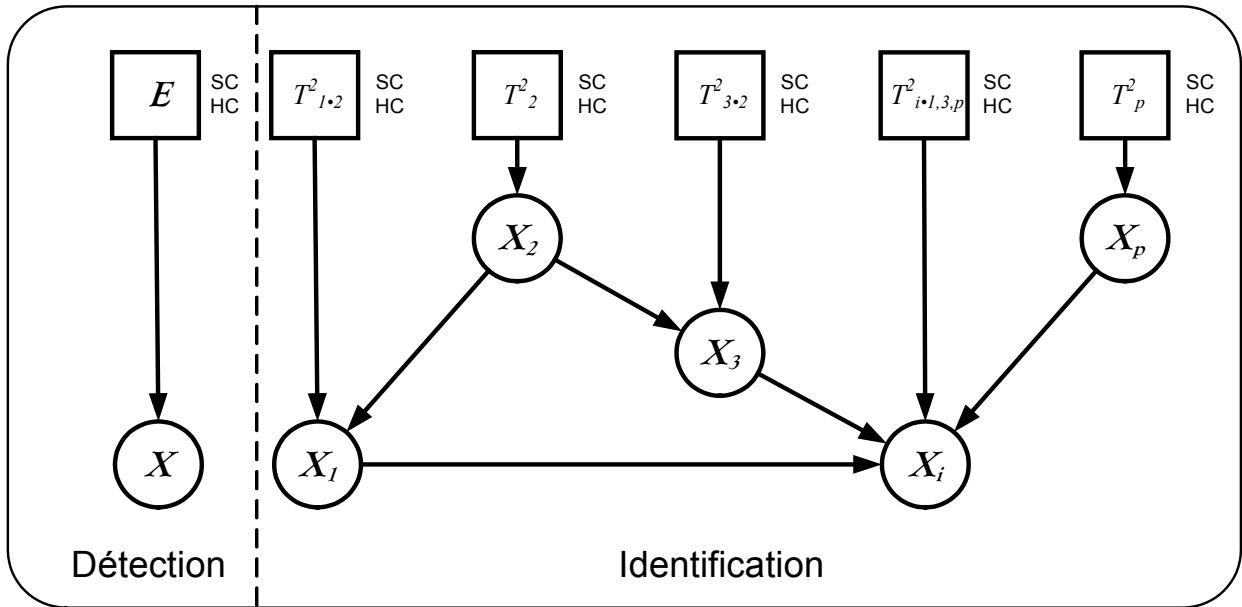 E SC HC
T²₁•₂ SC HC
T²₂ SC HC
T²₃•₂ SC HC
T²ᵢ•₁,₃,ₚ SC HC
T²ₚ SC HC
X₂
Xₚ
X₃
X
X₁
Xᵢ
Détection
Identification